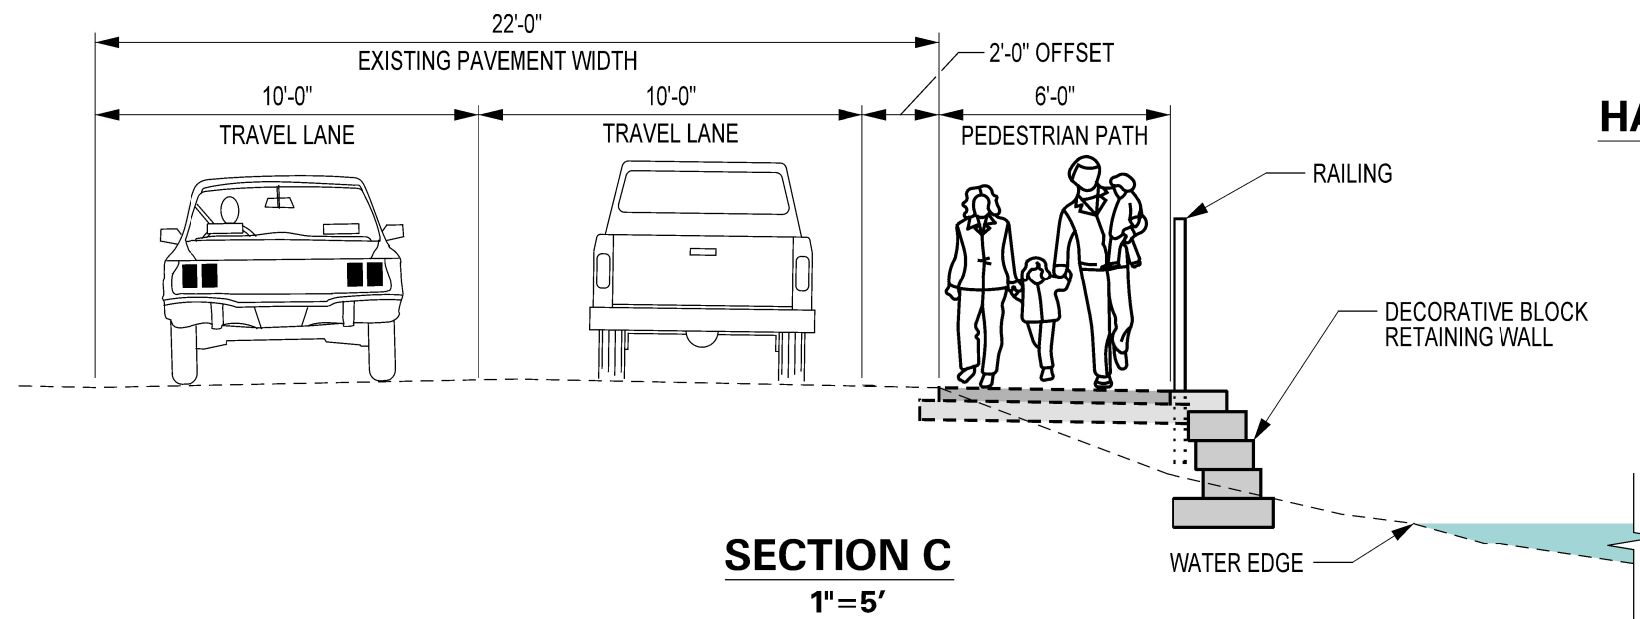 22'-0"
EXISTING PAVEMENT WIDTH
2'-0" OFFSET
10'-0"
10'-0"
6'-0"
TRAVEL LANE
TRAVEL LANE
PEDESTRIAN PATH
HA
RAILING
DECORATIVE BLOCK
RETAINING WALL
WATER EDGE
SECTION C
1"=5'